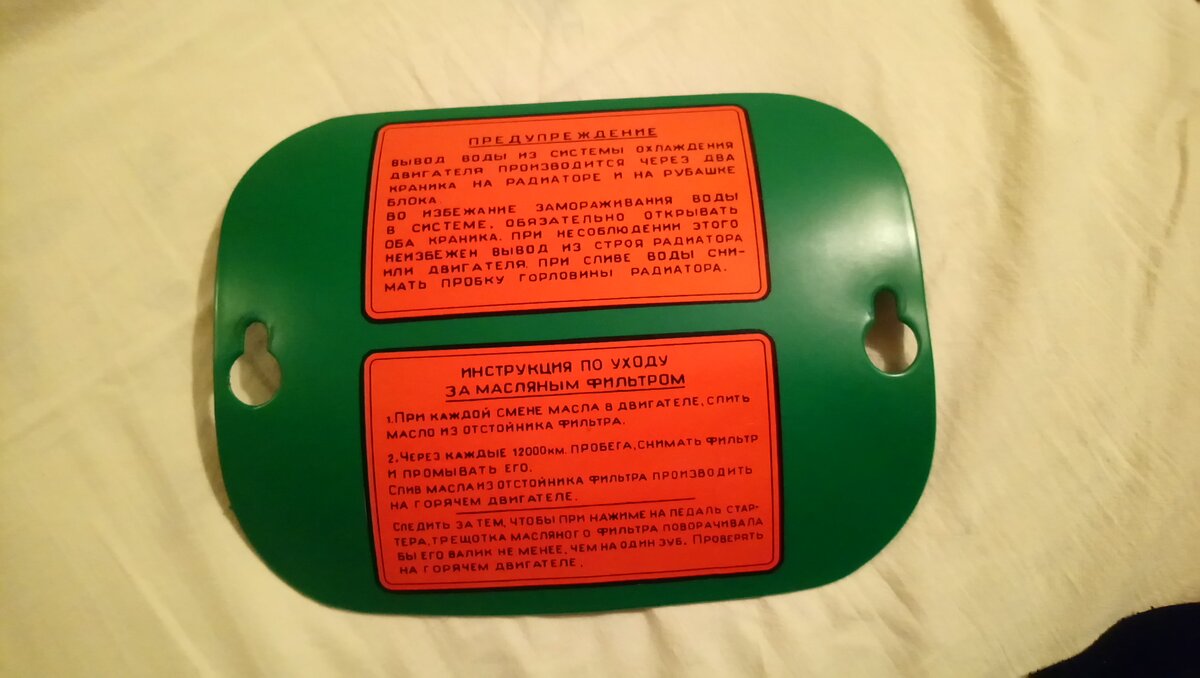 ПРЕДУПРЕЖДЕНИЕ
ВЫВОД ВОДЫ ИЗ СИСТЕМЫ ОХЛАЖДЕНИЯ
ДВИГАТЕЛЯ ПРОИЗВОДИТСЯ ЧЕРЕЗ ДВА
КРАНИКА НА РАДИАТОРЕ И НА РУБАШКЕ
БЛОКА.
ВО ИЗБЕЖАНИЕ ЗАМОРАЖИВАНИЯ ВОДЫ
В СИСТЕМЕ, ОБЯЗАТЕЛЬНО ОТКРЫВАТЬ
ОБА КРАНИКА. ПРИ НЕСОБЛЮДЕНИИ ЭТОГО
НЕИЗБЕЖЕН ВЫВОД ИЗ СТРОЯ РАДИАТОРА
ИЛИ ДВИГАТЕЛЯ. ПРИ СЛИВЕ ВОДЫ СНИ-
МАТЬ ПРОБКУ ГОРЛОВИНЫ РАДИАТОРА.
ИНСТРУКЦИЯ ПО УХОДУ
ЗА МАСЛЯНЫМ ФИЛЬТРОМ
1. ПРИ КАЖДОЙ СМЕНЕ МАСЛА В ДВИГАТЕЛЕ, СЛИТЬ
МАСЛО ИЗ ОТСТОЙНИКА ФИЛЬТРА.
2. ЧЕРЕЗ КАЖДЫЕ 12000КМ. ПРОБЕГА, СНИМАТЬ ФИЛЬТР
И ПРОМЫВАТЬ ЕГО.
СЛИВ МАСЛА ИЗ ОТСТОЙНИКА ФИЛЬТРА ПРОИЗВОДИТЬ
НА ГОРЯЧЕМ ДВИГАТЕЛЕ.
СЛЕДИТЬ ЗА ТЕМ, ЧТОБЫ ПРИ НАЖИМЕ НА ПЕДАЛЬ СТАР-
ТЕРА, ТРЕЩОТКА МАСЛЯНОГО ФИЛЬТРА ПОВОРАЧИВАЛА
БЫ ЕГО ВАЛИК НЕ МЕНЕЕ, ЧЕМ НА ОДИН ЗУБ. ПРОВЕРЯТЬ
НА ГОРЯЧЕМ ДВИГАТЕЛЕ.